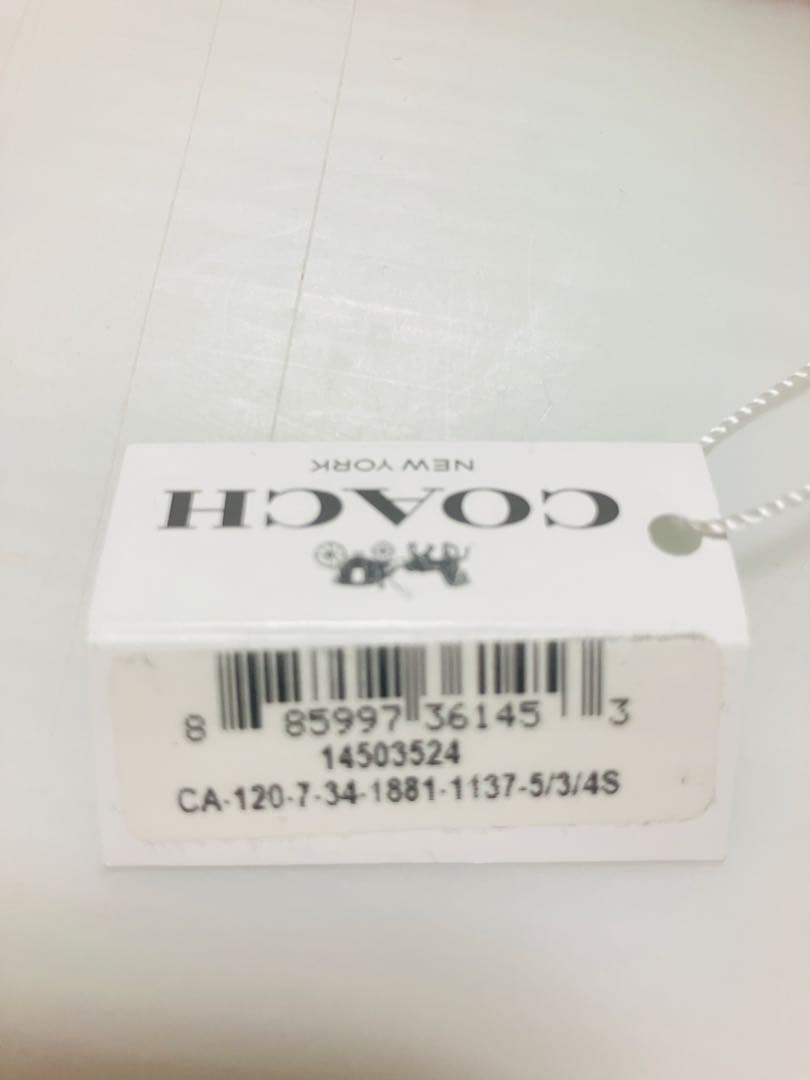 COACH
NEW YORK
8 85997 36145 3
14503524
CA-120-7-34-1881-1137-5/3/4S